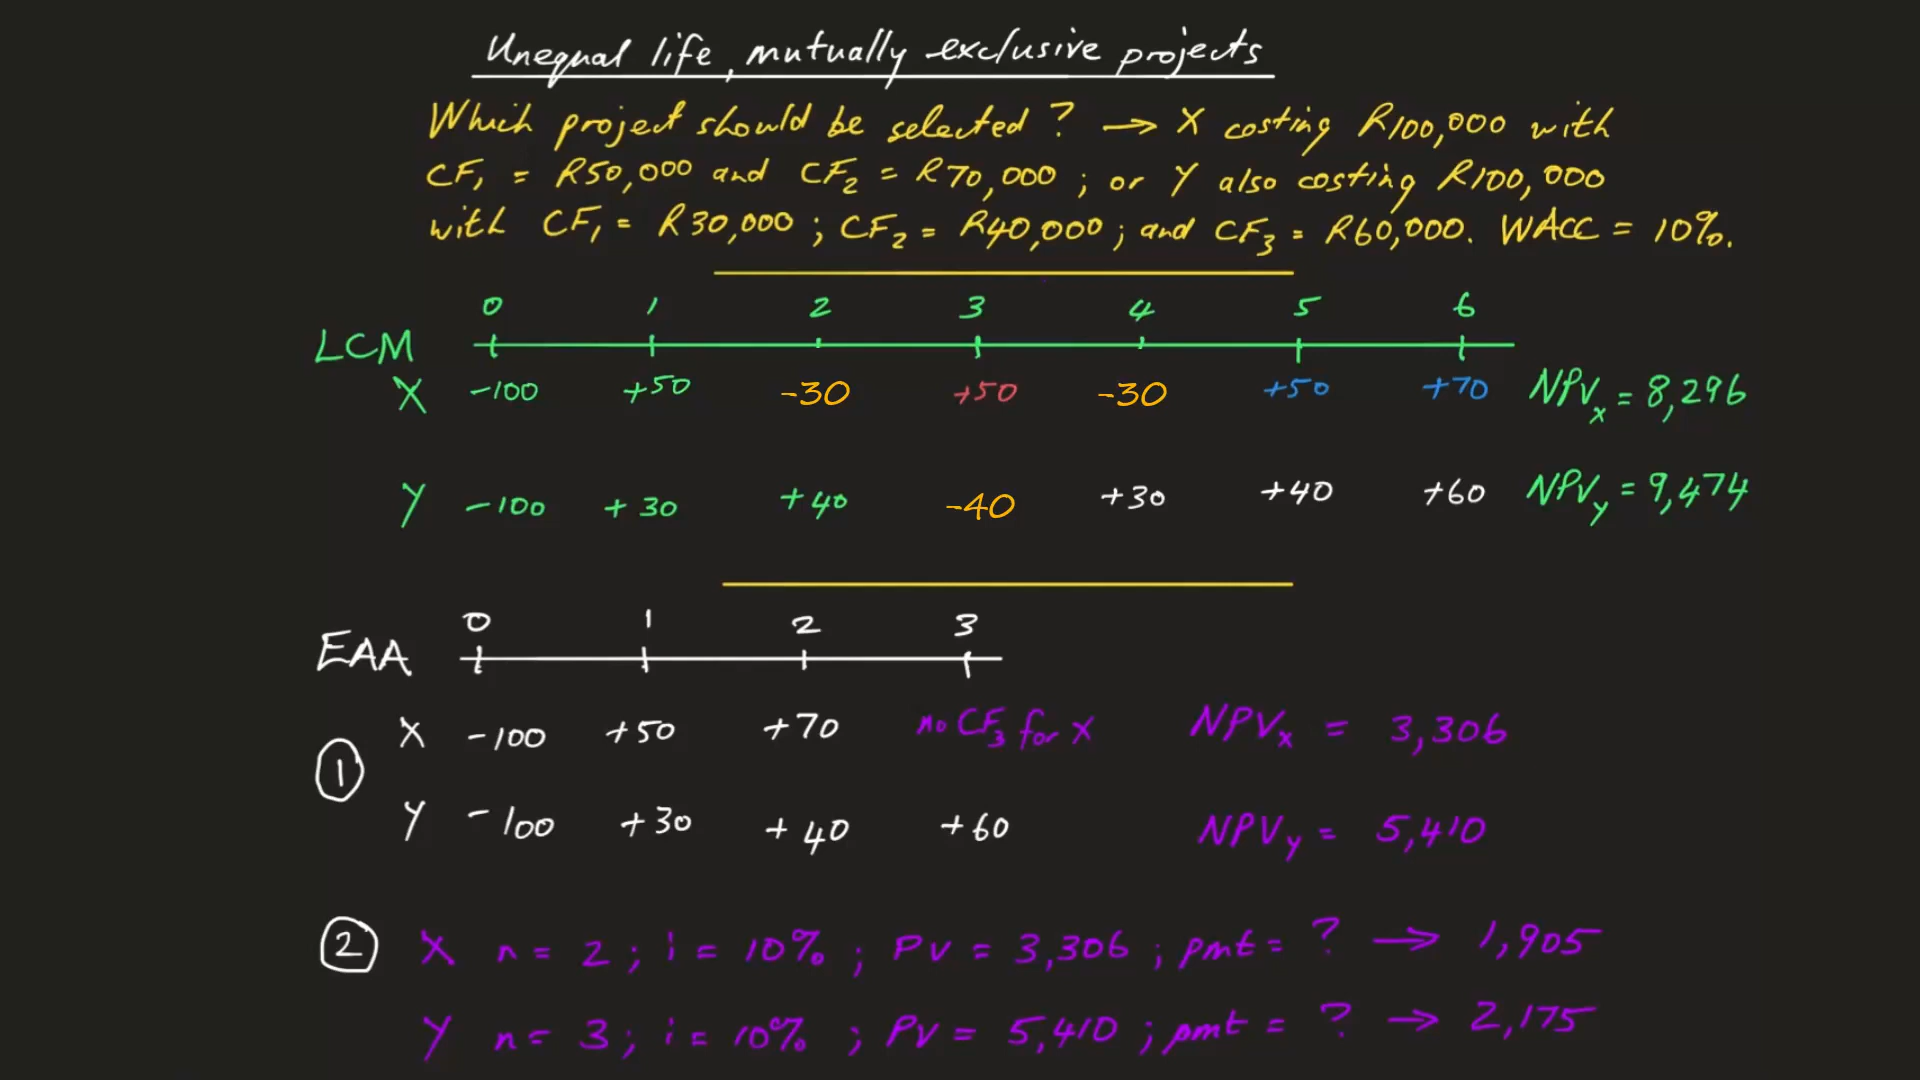 Unequal life, mutually exclusive projects
Which project should be selected? → X costing R100,000 with
CF₁ = R50,000 and CF₂ = R70,000; or Y also costing R100,000
with CF₁ = R30,000; CF₂ = R40,000; and CF₃ = R60,000. WACC = 10%.
0 1 2 3 4 5 6
LCM
X -100 +50 -30 +50 -30 +50 +70 NPVₓ = 8,296
Y -100 +30 +40 -40 +30 +40 +60 NPVy = 9,474
0 1 2 3
EAA
X -100 +50 +70 no CF₃ for X NPVₓ = 3,306
①
Y -100 +30 +40 +60 NPVy = 5,410
② X n = 2; i = 10%; PV = 3,306; pmt = ? → 1,905
Y n = 3; i = 10%; PV = 5,410; pmt = ? → 2,175